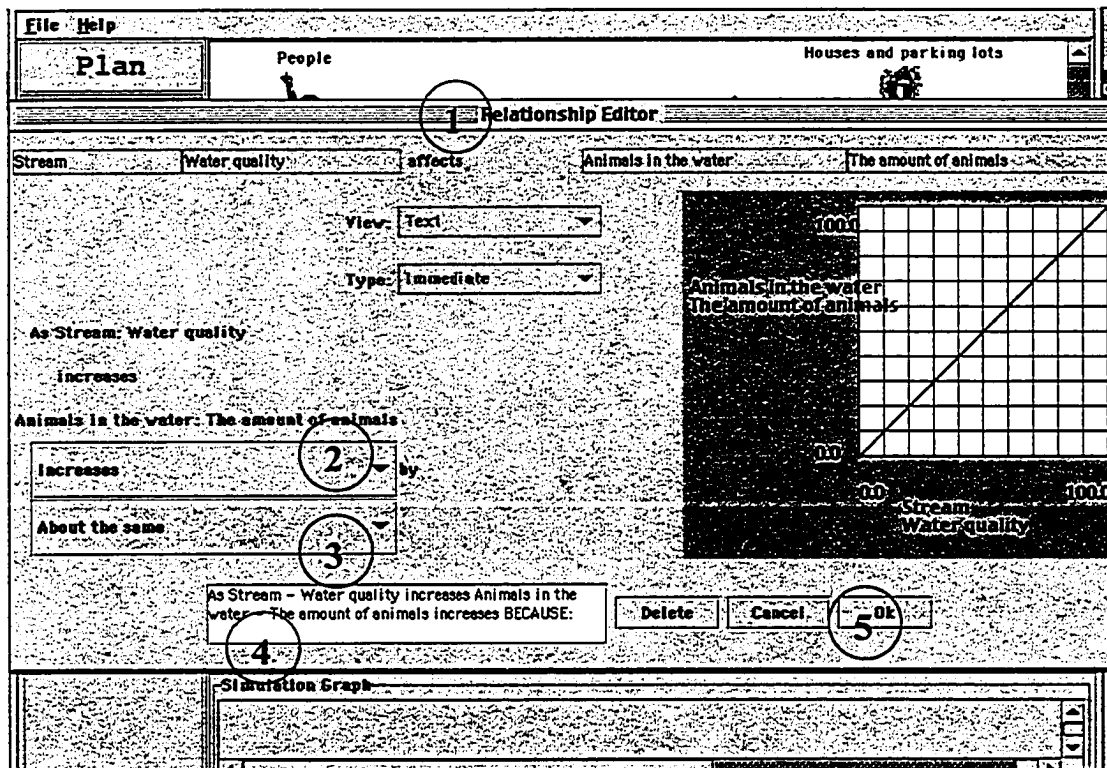 File Help
Plan
People
Houses and parking lots
1
Relationship Editor
Stream Water quality affects Animals in the water The amount of animals
View: Text
Type: Immediate
As Stream: Water quality
increases
Animals in the water: The amount of animals
Increases 2 by
About the same
3
100.0
Animals in the water
The amount of animals
0.0
0.0 100.0
Stream
Water quality
As Stream - Water quality increases Animals in the
water - The amount of animals increases BECAUSE:
4
Delete Cancel Ok
5
Simulation Graph